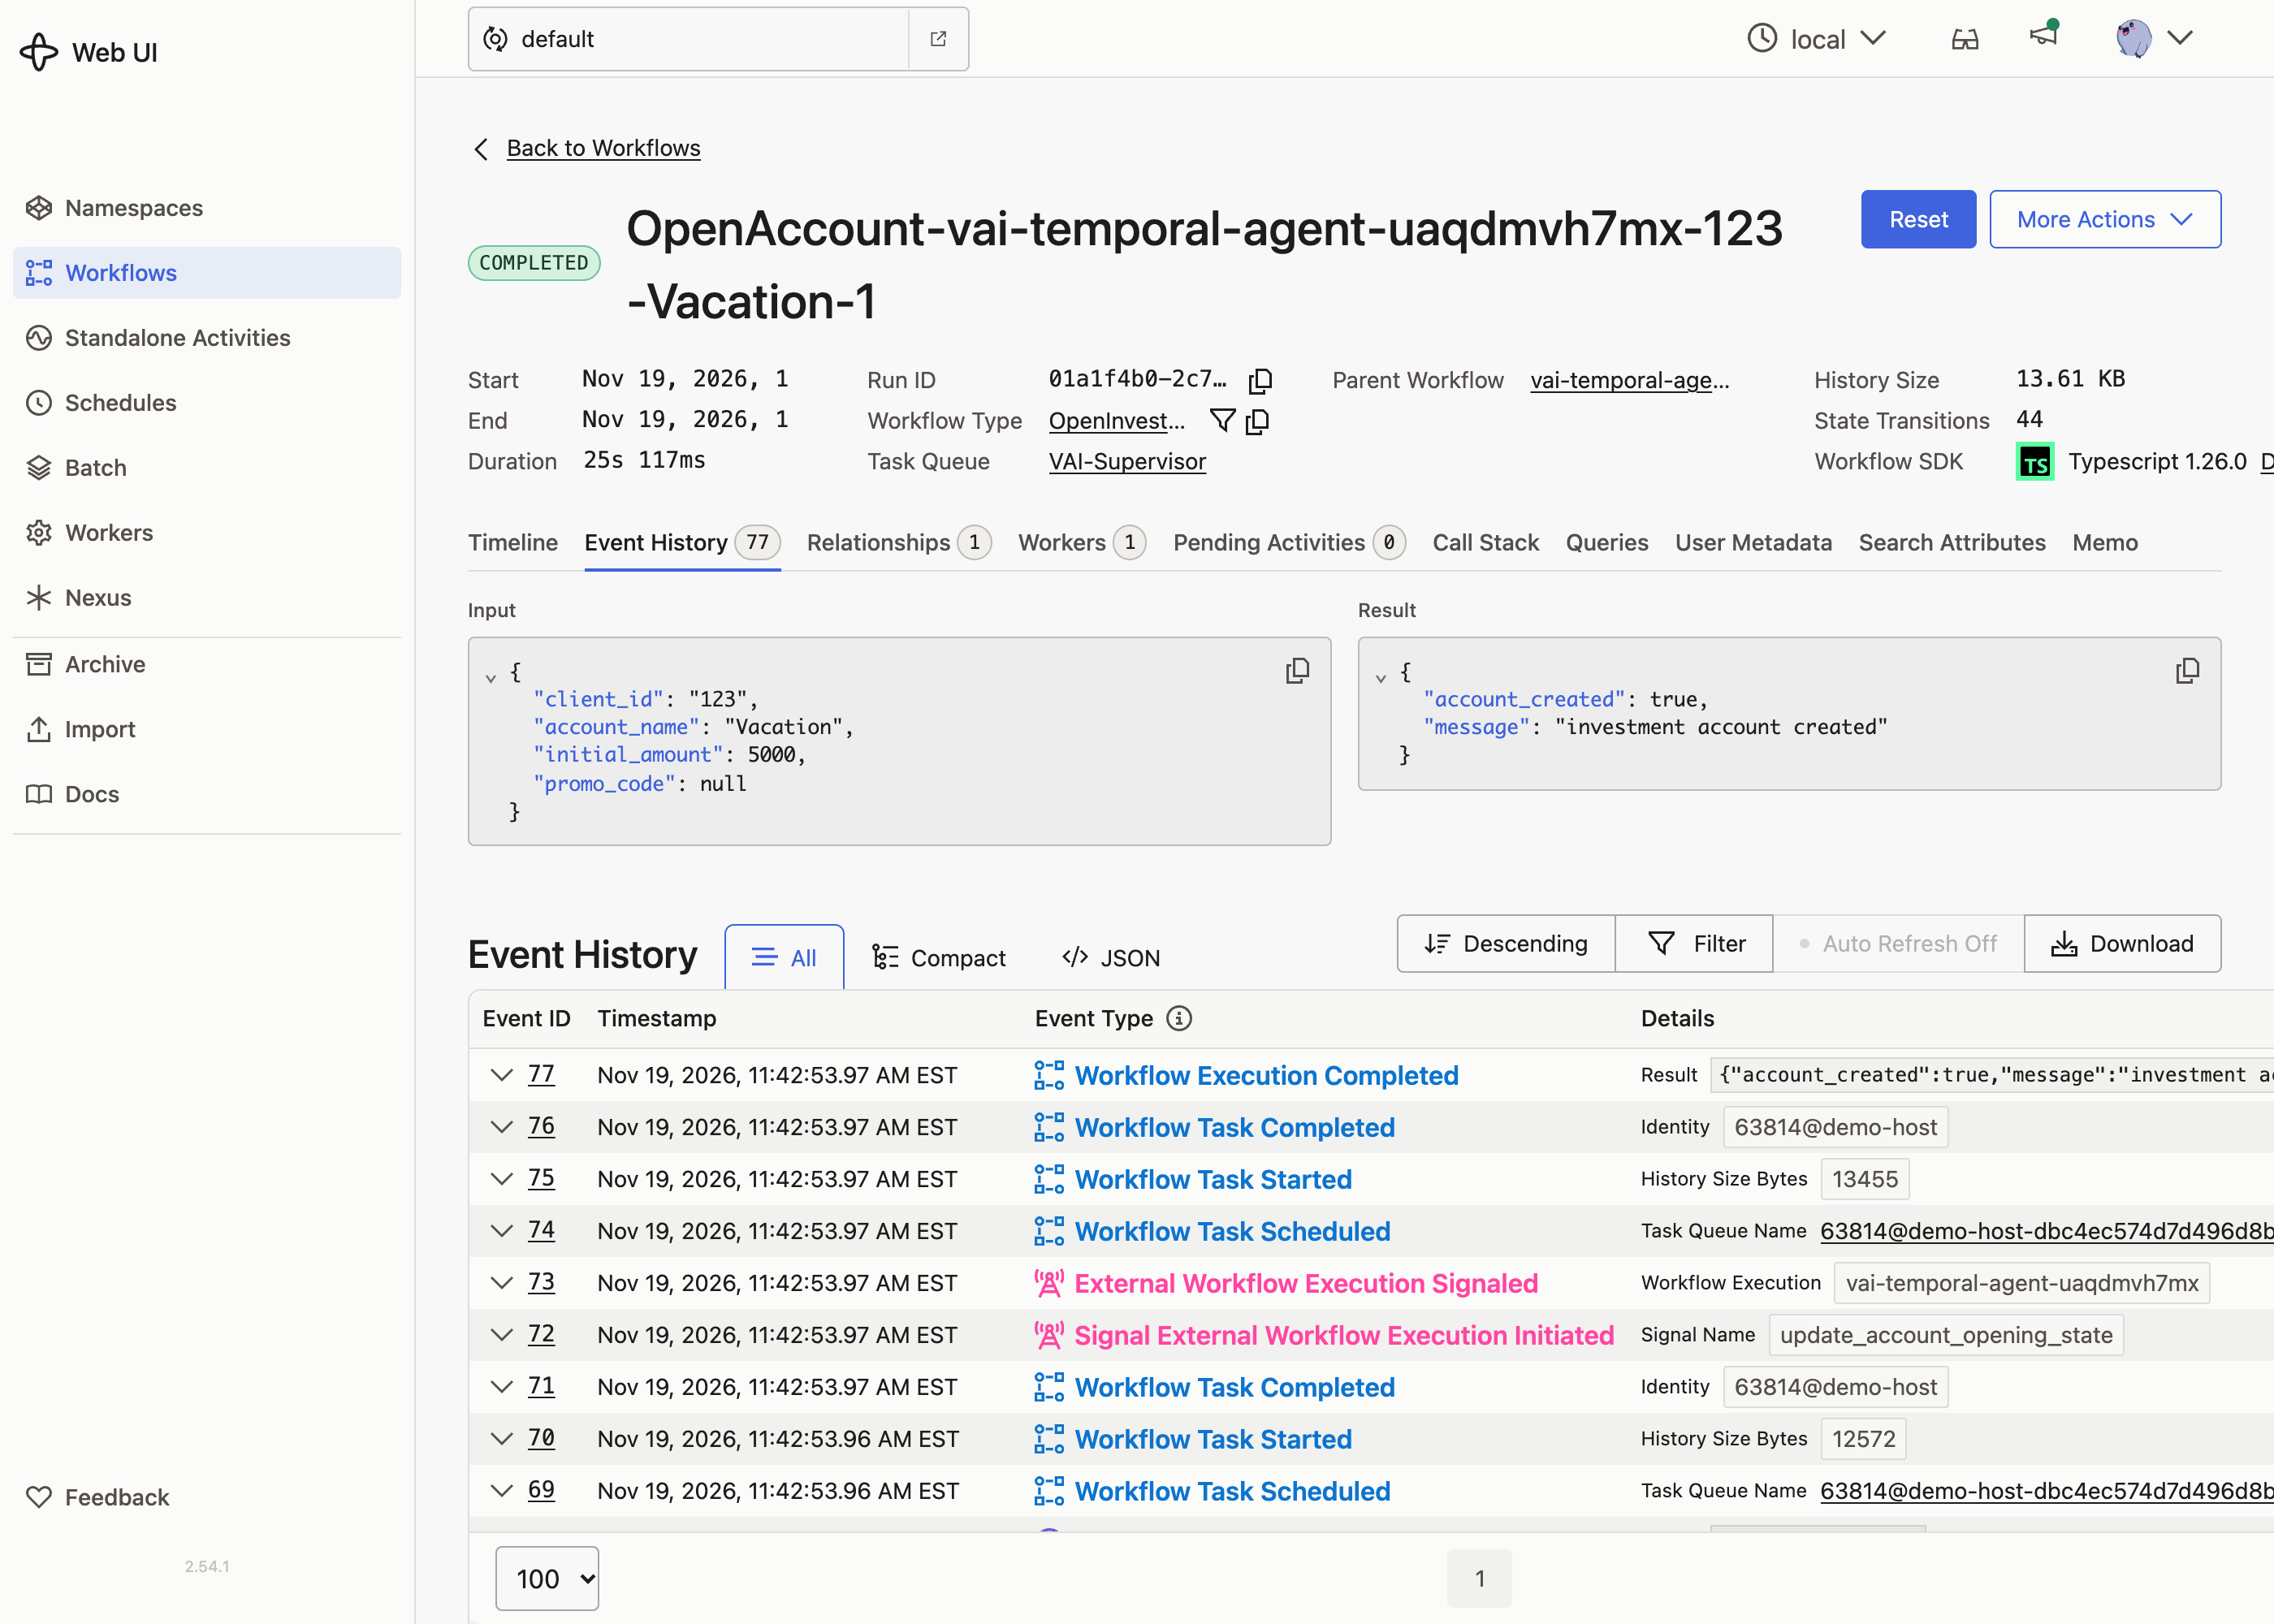 Web UI
default
local
Namespaces
Workflows
Standalone Activities
Schedules
Batch
Workers
Nexus
Archive
Import
Docs
Feedback
2.54.1
Back to Workflows
COMPLETED
OpenAccount-vai-temporal-agent-uaqdmvh7mx-123
-Vacation-1
Reset
More Actions
Start Nov 19, 2026, 1 Run ID 01a1f4b0-2c7… Parent Workflow vai-temporal-age… History Size 13.61 KB
End Nov 19, 2026, 1 Workflow Type OpenInvest… State Transitions 44
Duration 25s 117ms Task Queue VAI-Supervisor Workflow SDK TS Typescript 1.26.0 D
Timeline Event History 77 Relationships 1 Workers 1 Pending Activities 0 Call Stack Queries User Metadata Search Attributes Memo
Input
{
"client_id": "123",
"account_name": "Vacation",
"initial_amount": 5000,
"promo_code": null
}
Result
{
"account_created": true,
"message": "investment account created"
}
Event History All Compact </> JSON Descending Filter Auto Refresh Off Download
Event ID Timestamp Event Type Details
77 Nov 19, 2026, 11:42:53.97 AM EST Workflow Execution Completed Result {"account_created":true,"message":"investment a
76 Nov 19, 2026, 11:42:53.97 AM EST Workflow Task Completed Identity 63814@demo-host
75 Nov 19, 2026, 11:42:53.97 AM EST Workflow Task Started History Size Bytes 13455
74 Nov 19, 2026, 11:42:53.97 AM EST Workflow Task Scheduled Task Queue Name 63814@demo-host-dbc4ec574d7d496d8b
73 Nov 19, 2026, 11:42:53.97 AM EST External Workflow Execution Signaled Workflow Execution vai-temporal-agent-uaqdmvh7mx
72 Nov 19, 2026, 11:42:53.97 AM EST Signal External Workflow Execution Initiated Signal Name update_account_opening_state
71 Nov 19, 2026, 11:42:53.97 AM EST Workflow Task Completed Identity 63814@demo-host
70 Nov 19, 2026, 11:42:53.96 AM EST Workflow Task Started History Size Bytes 12572
69 Nov 19, 2026, 11:42:53.96 AM EST Workflow Task Scheduled Task Queue Name 63814@demo-host-dbc4ec574d7d496d8b
100
1